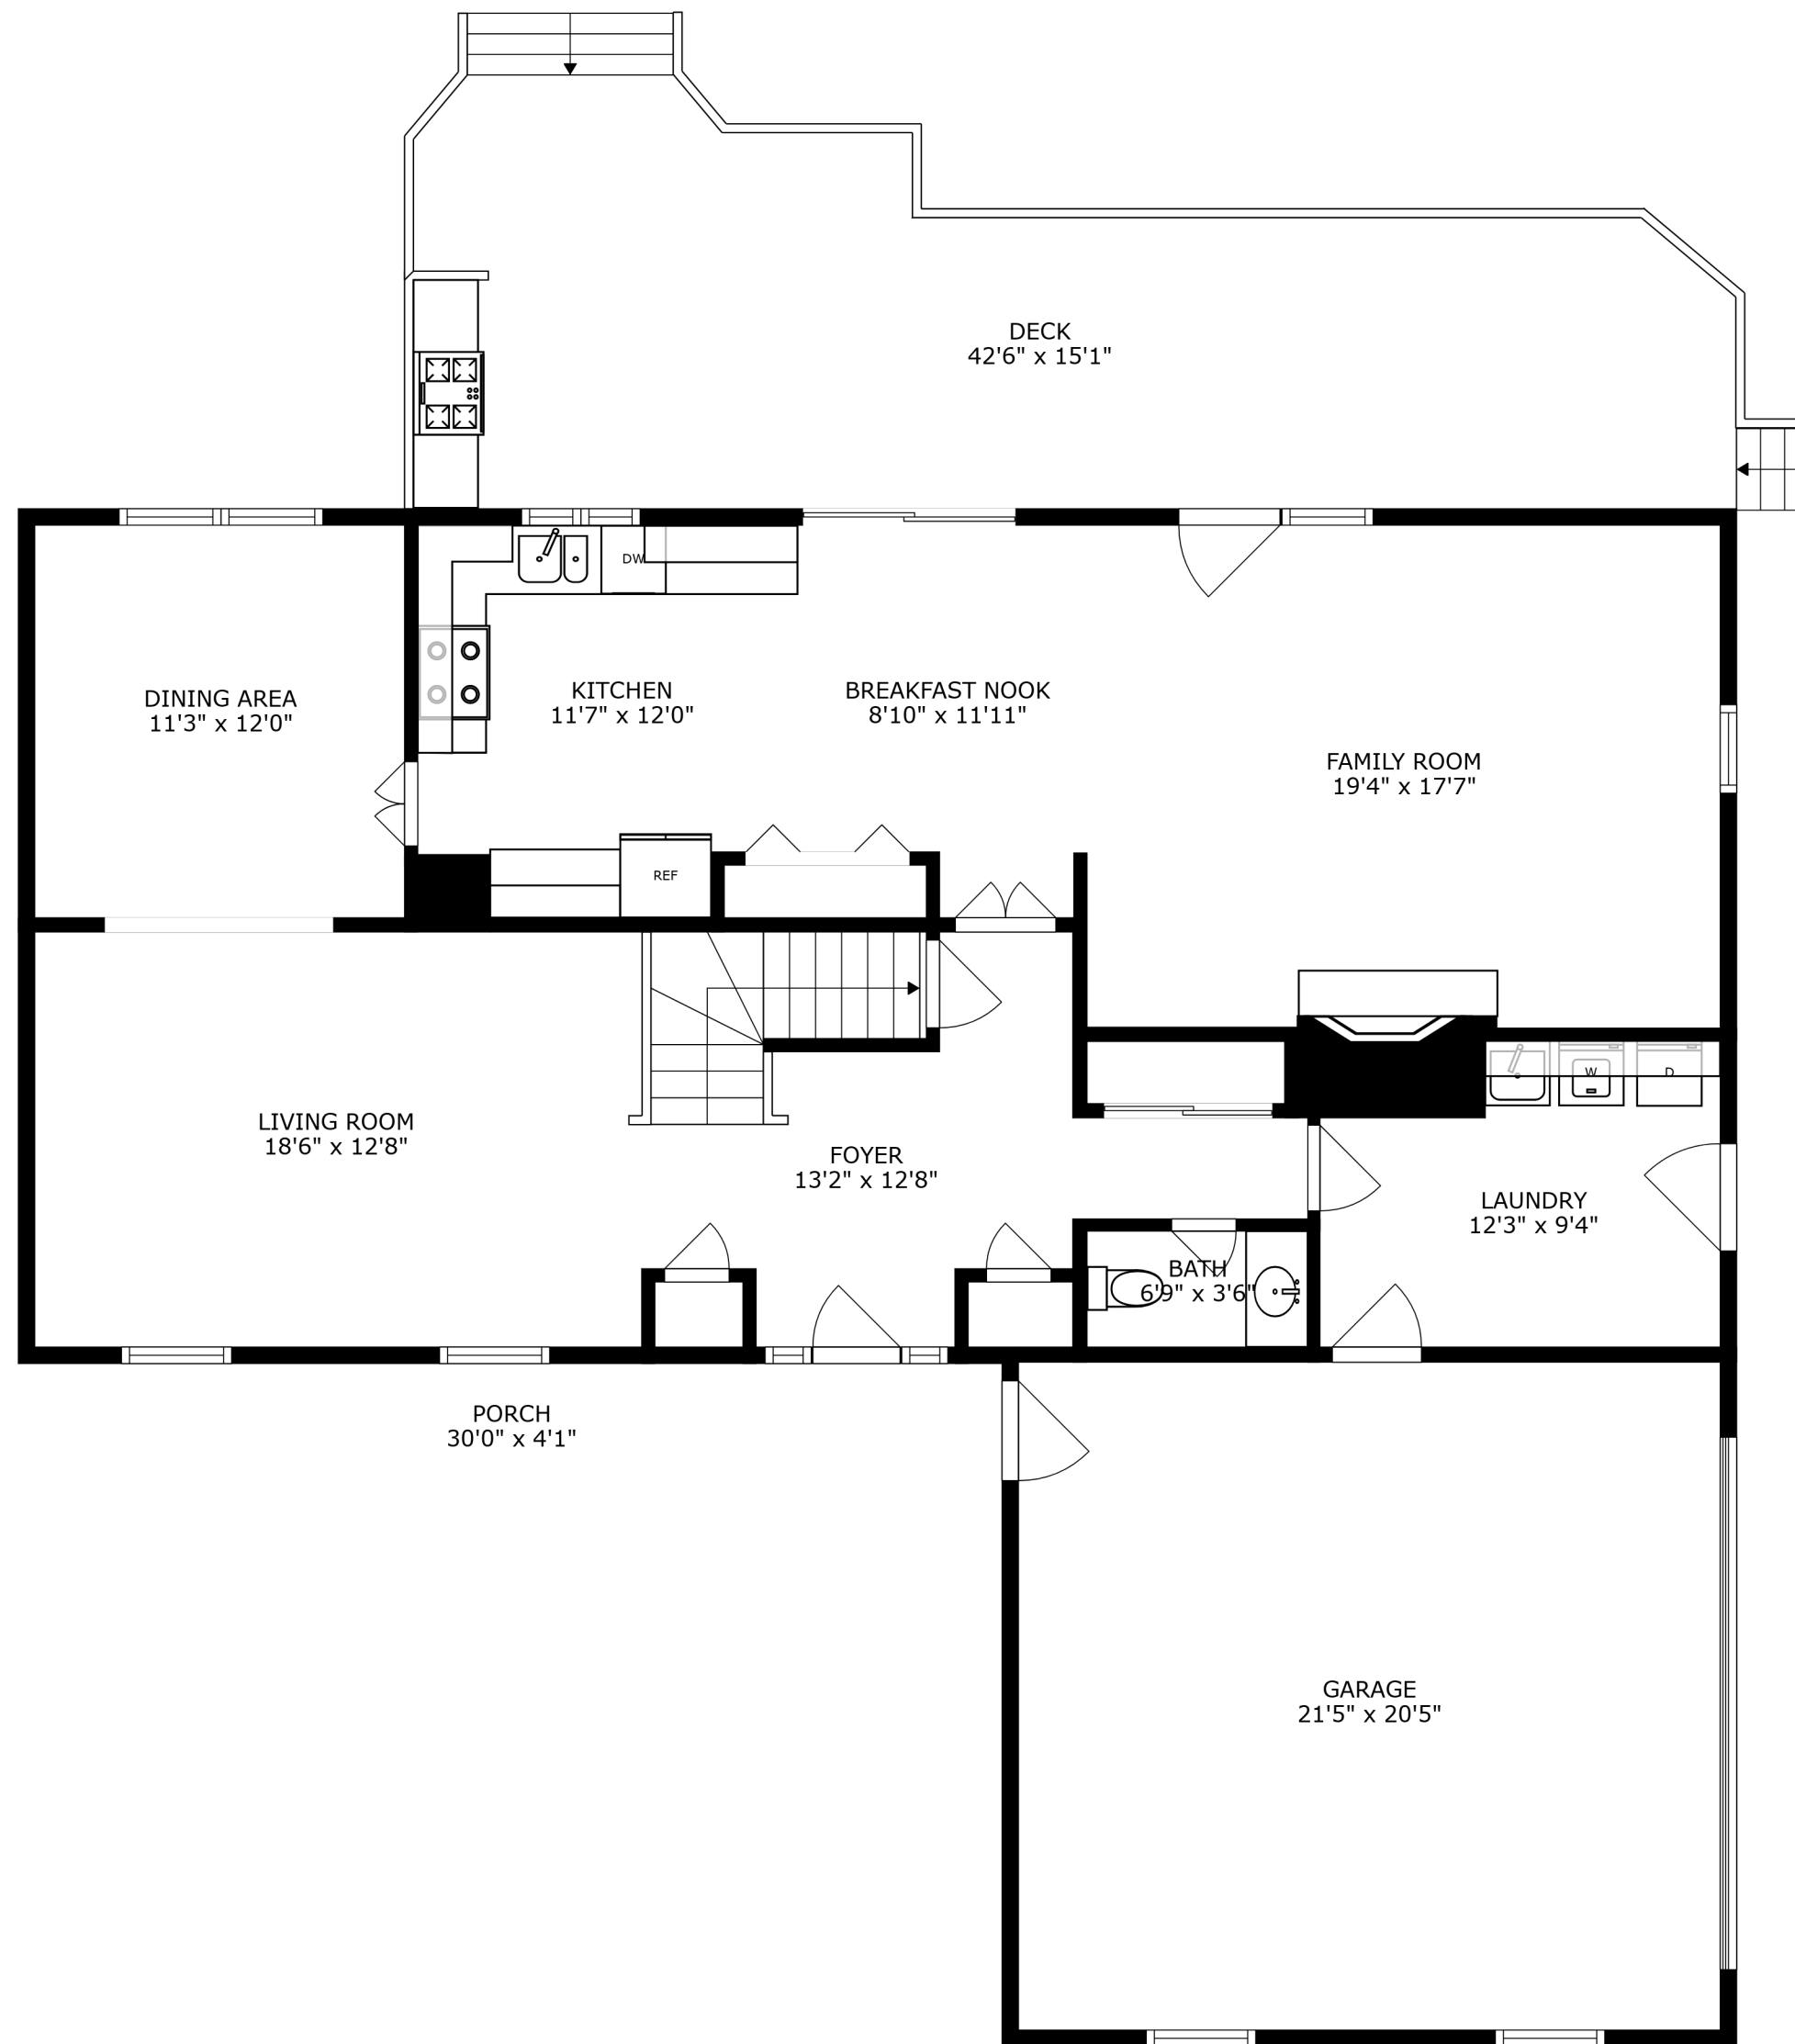 DECK
42'6" x 15'1"
DW
DINING AREA
11'3" x 12'0"
KITCHEN
11'7" x 12'0"
BREAKFAST NOOK
8'10" x 11'11"
FAMILY ROOM
19'4" x 17'7"
REF
W
D
LIVING ROOM
18'6" x 12'8"
FOYER
13'2" x 12'8"
LAUNDRY
12'3" x 9'4"
BATH
6'9" x 3'6"
PORCH
30'0" x 4'1"
GARAGE
21'5" x 20'5"